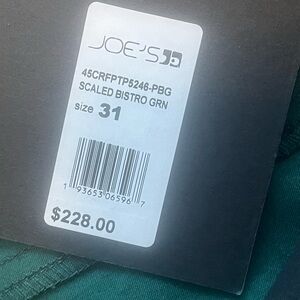 JOE'S
45CRFPTP5246-PBG
SCALED BISTRO GRN
size 31
1 93653 06596 7
$228.00